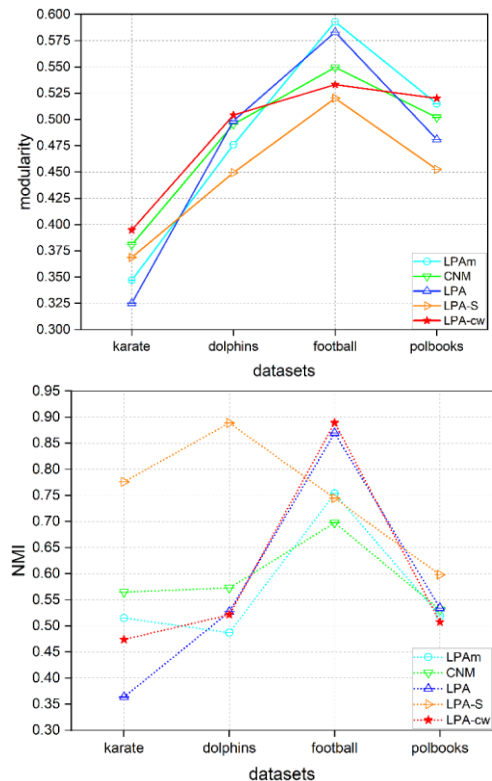 0.600
0.575
0.550
0.525
0.500
0.475
0.450
0.425
0.400
0.375
0.350
0.325
0.300
modularity
LPAm
CNM
LPA
LPA-S
LPA-cw
karate dolphins football polbooks
datasets
0.95
0.90
0.85
0.80
0.75
0.70
0.65
0.60
0.55
0.50
0.45
0.40
0.35
0.30
NMI
LPAm
CNM
LPA
LPA-S
LPA-cw
karate dolphins football polbooks
datasets